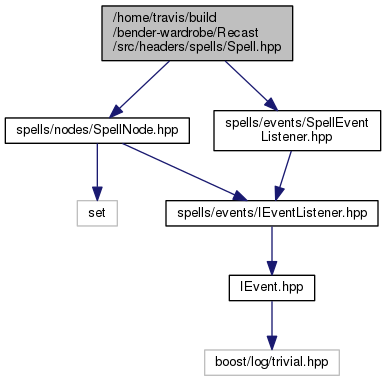 /home/travis/build
/bender-wardrobe/Recast
/src/headers/spells/Spell.hpp
spells/nodes/SpellNode.hpp
spells/events/SpellEvent
Listener.hpp
set
spells/events/IEventListener.hpp
IEvent.hpp
boost/log/trivial.hpp